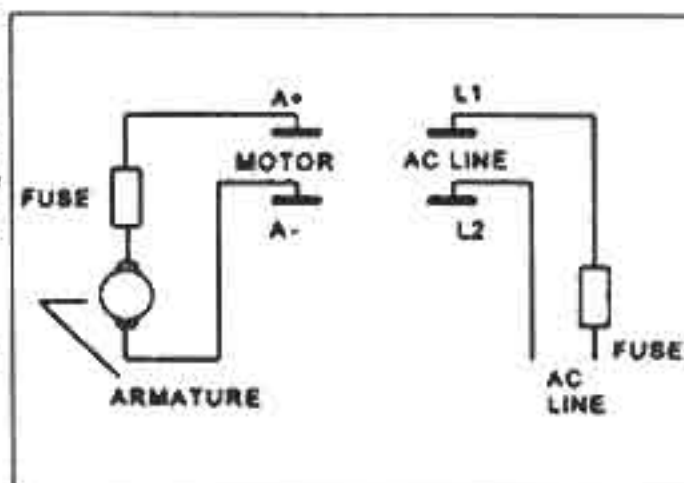 A+
L1
MOTOR
AC LINE
FUSE
A-
L2
FUSE
ARMATURE
AC
LINE